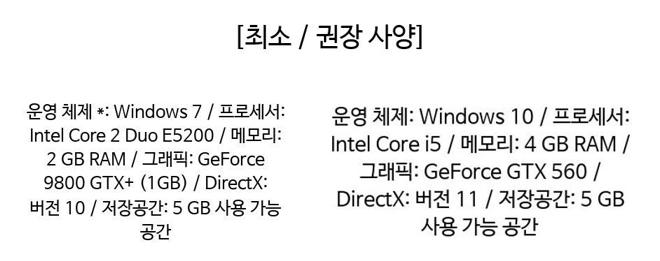 [최소 / 권장 사양]
운영 체제 *: Windows 7 / 프로세서:
Intel Core 2 Duo E5200 / 메모리:
2 GB RAM / 그래픽: GeForce
9800 GTX+ (1GB) / DirectX:
버전 10 / 저장공간: 5 GB 사용 가능
공간
운영 체제: Windows 10 / 프로세서:
Intel Core i5 / 메모리: 4 GB RAM /
그래픽: GeForce GTX 560 /
DirectX: 버전 11 / 저장공간: 5 GB
사용 가능 공간